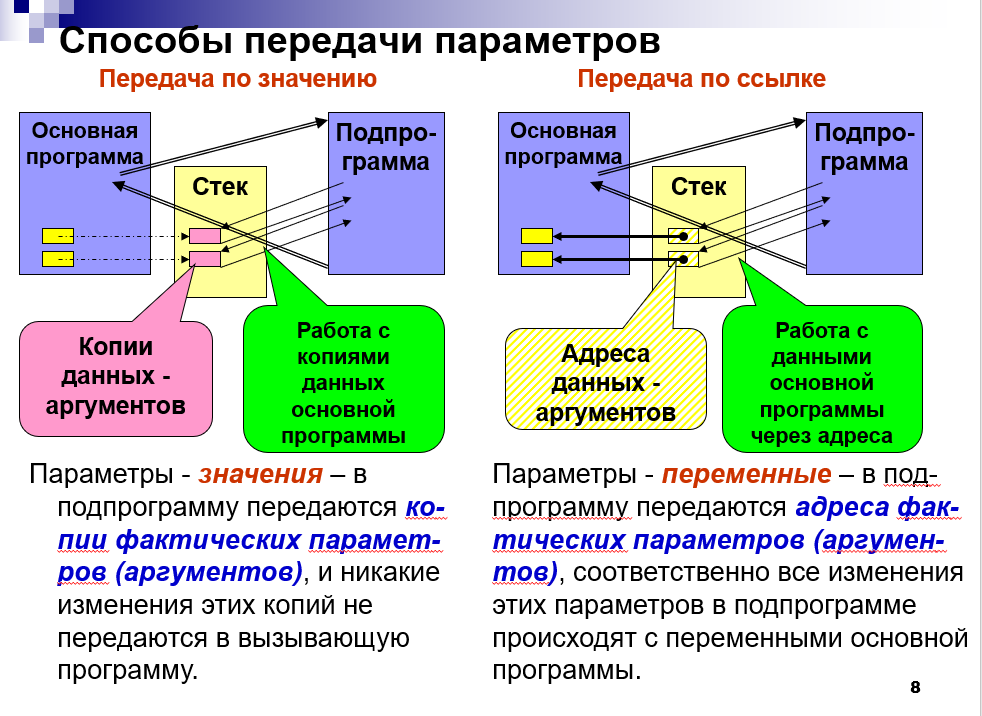 Способы передачи параметров
Передача по значению
Основная
программа
Подпро-
грамма
Стек
Копии
данных -
аргументов
Работа с
копиями
данных
основной
программы
Параметры - значения – в
подпрограмму передаются ко-
пии фактических парамет-
ров (аргументов), и никакие
изменения этих копий не
передаются в вызывающую
программу.
Передача по ссылке
Основная
программа
Подпро-
грамма
Стек
Адреса
данных -
аргументов
Работа с
данными
основной
программы
через адреса
Параметры - переменные – в под-
программу передаются адреса фак-
тических параметров (аргумен-
тов), соответственно все изменения
этих параметров в подпрограмме
происходят с переменными основной
программы.
8